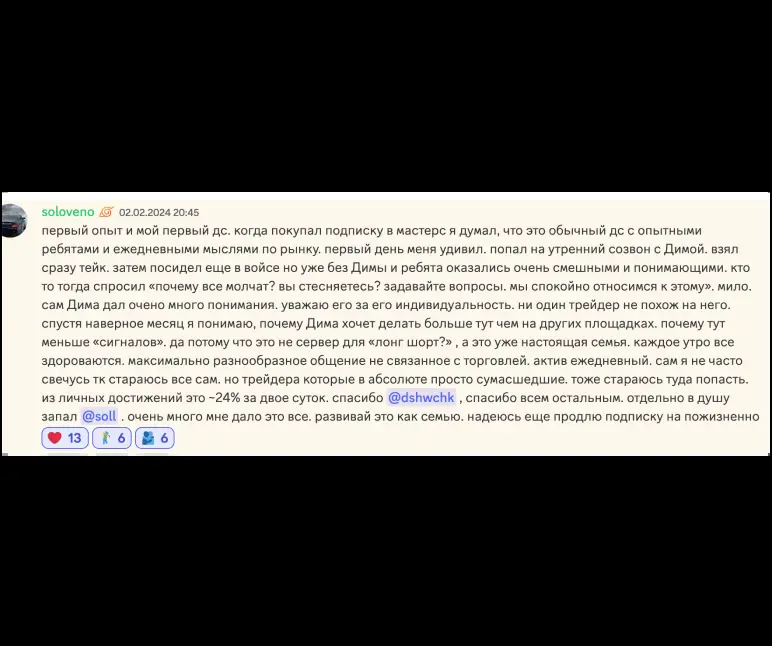 soloveno 02.02.2024 20:45
первый опыт и мой первый дс. когда покупал подписку в мастерс я думал, что это обычный дс с опытными
ребятами и ежедневными мыслями по рынку. первый день меня удивил. попал на утренний созвон с Димой. взял
сразу тейк. затем посидел еще в войсе но уже без Димы и ребята оказались очень смешными и понимающими. кто
то тогда спросил «почему все молчат? вы стесняетесь? задавайте вопросы. мы спокойно относимся к этому». мило.
сам Дима дал очено много понимания. уважаю его за его индивидуальность. ни один трейдер не похож на него.
спустя наверное месяц я понимаю, почему Дима хочет делать больше тут чем на других площадках. почему тут
меньше «сигналов». да потому что это не сервер для «лонг шорт?» , а это уже настоящая семья. каждое утро все
здороваются. максимально разнообразное общение не связанное с торговлей. актив ежедневный. сам я не часто
свечусь тк стараюсь все сам. но трейдера которые в абсолюте просто сумасшедшие. тоже стараюсь туда попасть.
из личных достижений это ~24% за двое суток. спасибо @dshwchk , спасибо всем остальным. отдельно в душу
запал @soll . очень много мне дало это все. развивай это как семью. надеюсь еще продлю подписку на пожизненно
13 6 6